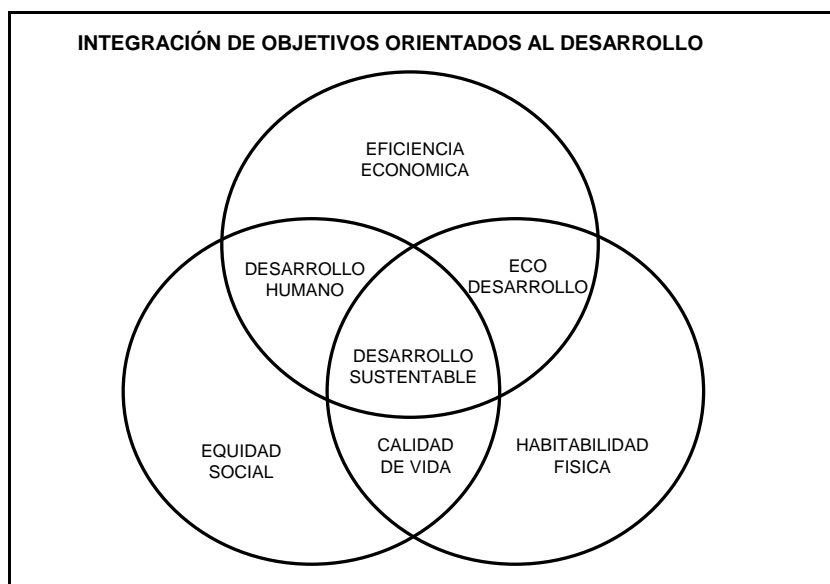 INTEGRACIÓN DE OBJETIVOS ORIENTADOS AL DESARROLLO
EFICIENCIA
ECONOMICA
DESARROLLO
HUMANO
ECO
DESARROLLO
DESARROLLO
SUSTENTABLE
EQUIDAD
SOCIAL
CALIDAD
DE VIDA
HABITABILIDAD
FISICA